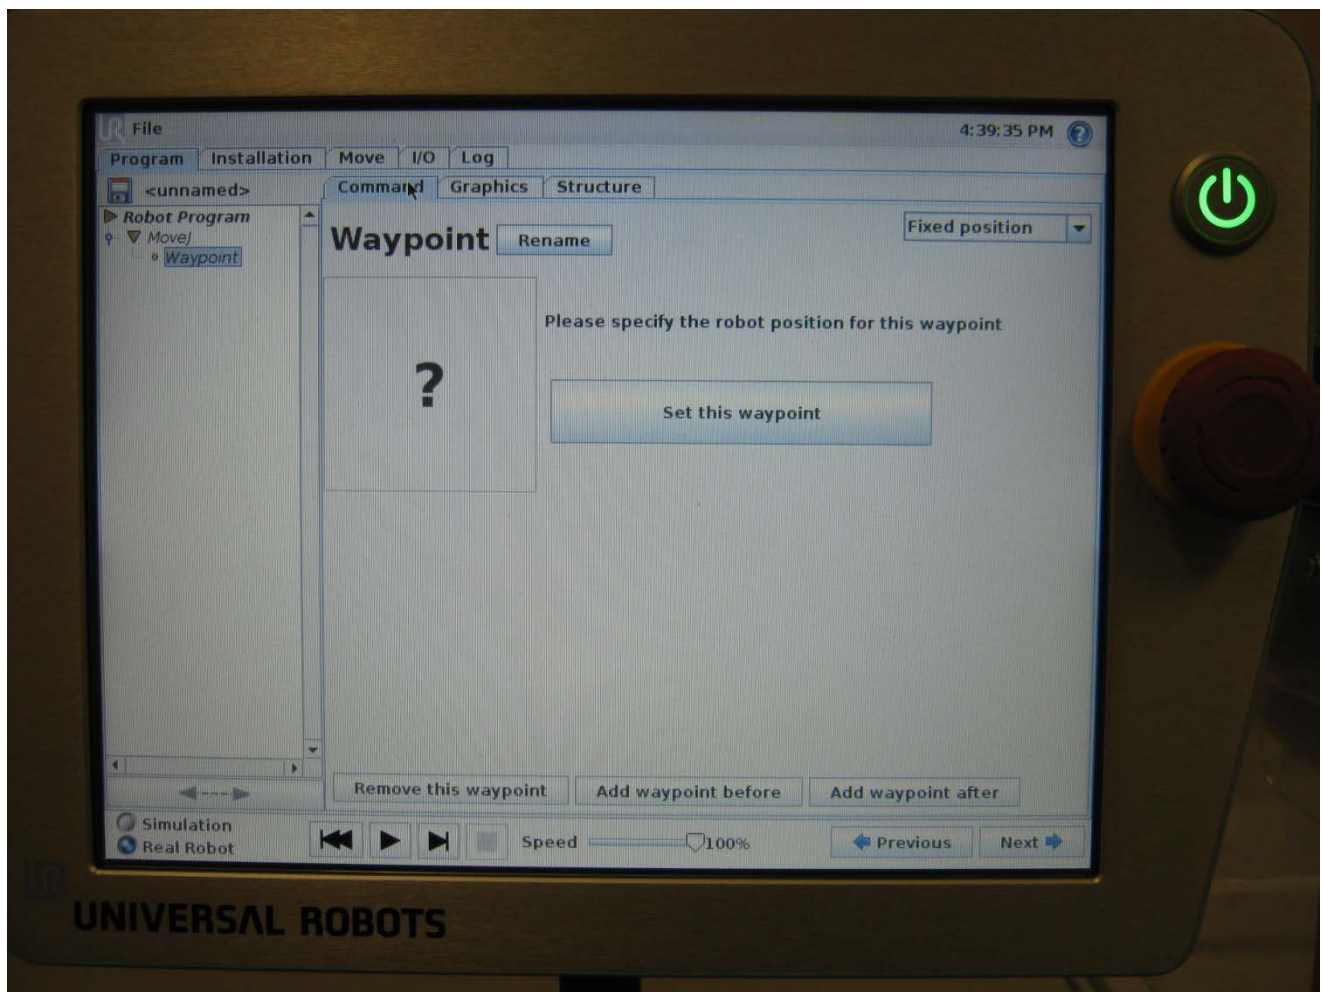 UR File 4:39:35 PM ?
Program Installation Move I/O Log
<unnamed> Command Graphics Structure
Robot Program
MoveJ
Waypoint
Waypoint Rename Fixed position
?
Please specify the robot position for this waypoint
Set this waypoint
Remove this waypoint Add waypoint before Add waypoint after
Simulation
Real Robot
Speed 100% Previous Next
UR
UNIVERSAL ROBOTS